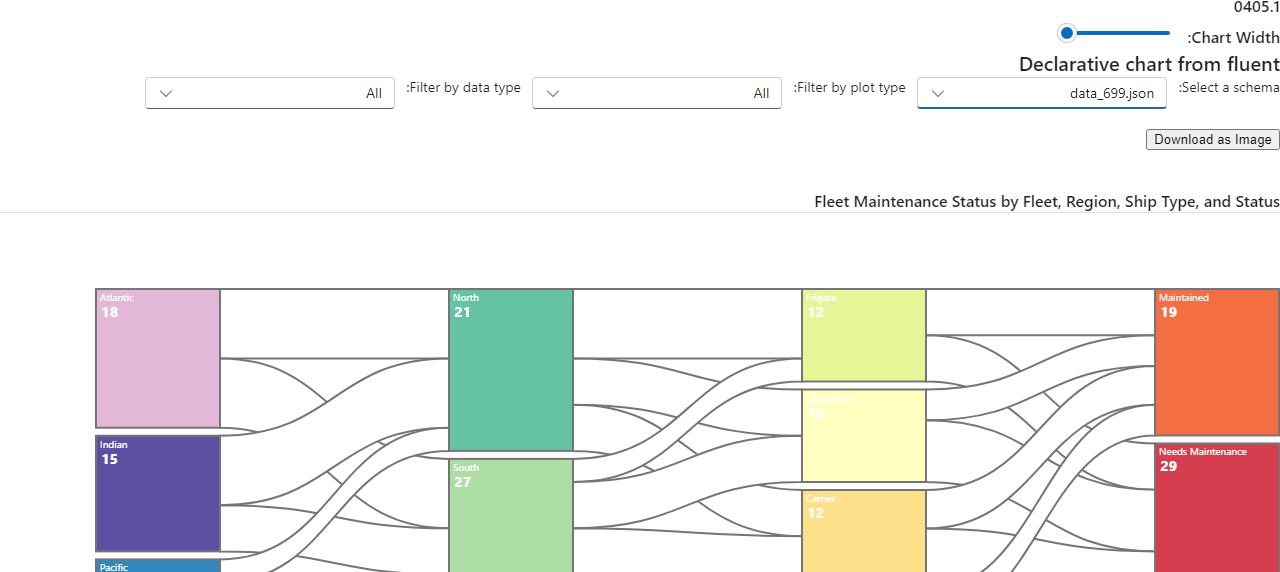 0405.1
:Chart Width
Declarative chart from fluent
:Select a schema
data_699.json
:Filter by plot type
All
:Filter by data type
All
Download as Image
Fleet Maintenance Status by Fleet, Region, Ship Type, and Status
Atlantic
18
North
21
Frigate
12
Maintained
19
12
Indian
15
South
27
Needs Maintenance
29
Carrier
12
Pacific